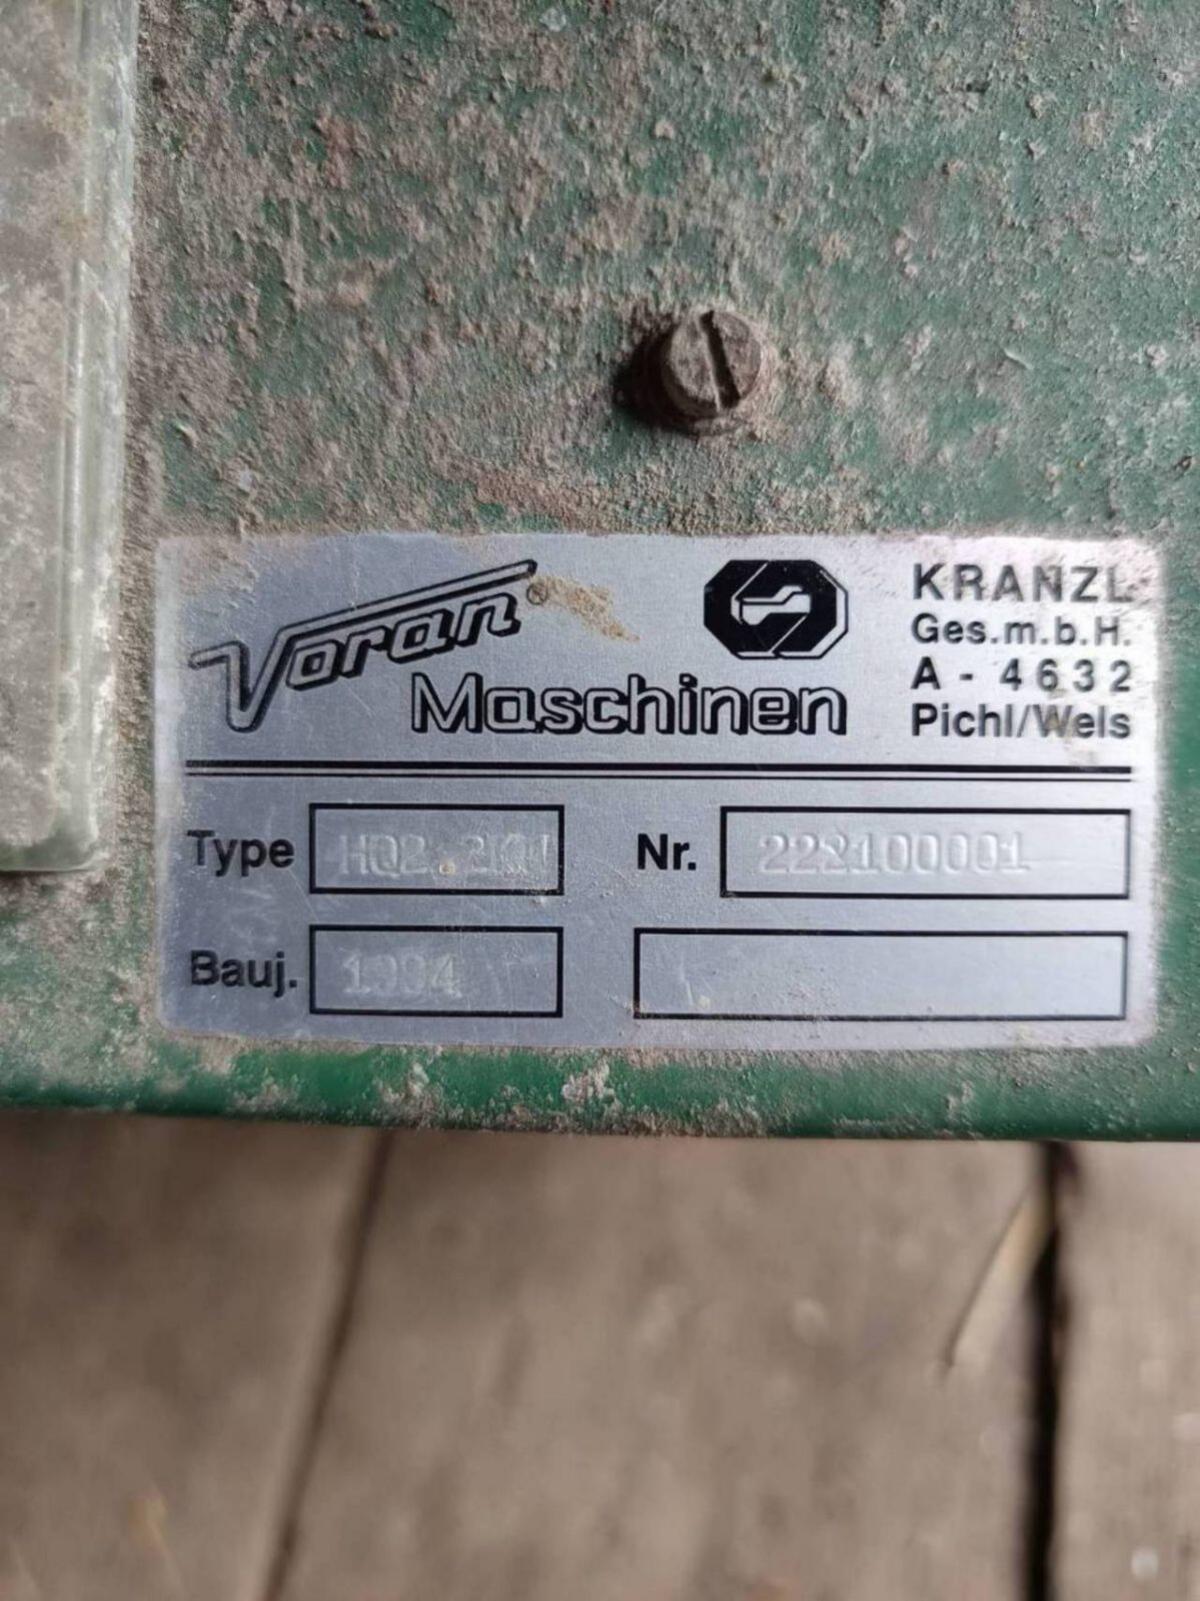 Voran®
Maschinen
KRANZL
Ges.m.b.H.
A - 4632
Pichl/Wels
Type
Nr. 222100001
Bauj. 1994